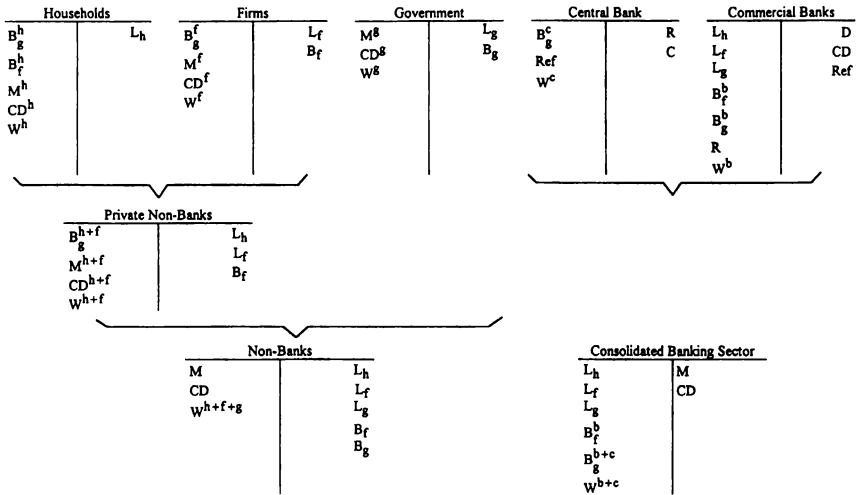 Households Firms Government Central Bank Commercial Banks
B^h_g L_h B^f_g L_f M^g L_g B^c_g R L_h D
B^h_f M^f B_f CD^g B_g Ref C L_f CD
M^h CD^f W^g W^c L_g Ref
CD^h W^f B^b_f
W^h B^b_g
R
W^b
Private Non-Banks
B^{h+f}_g L_h
M^{h+f} L_f
CD^{h+f} B_f
W^{h+f}
Non-Banks Consolidated Banking Sector
M L_h L_h M
CD L_f L_f CD
W^{h+f+g} L_g L_g
B_f B^b_f
B_g B^{b+c}_g
W^{b+c}